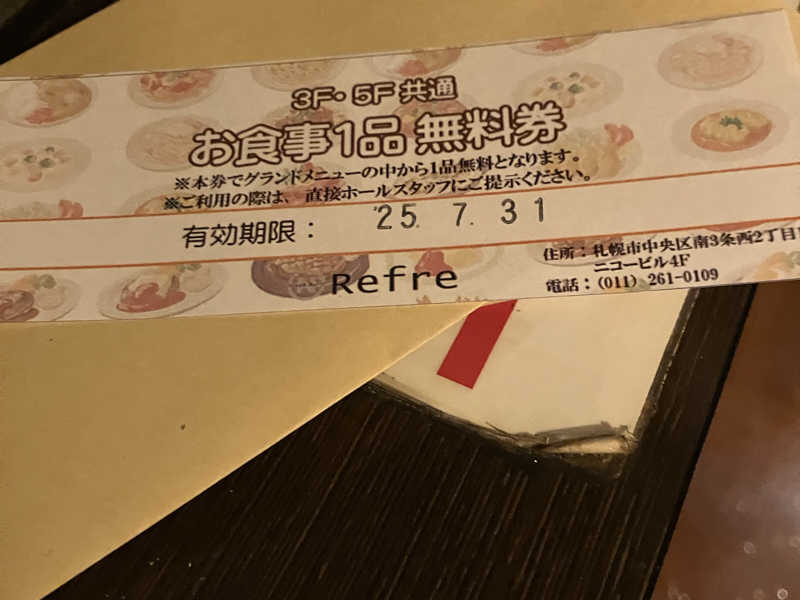 3F・5F 共通
お食事1品 無料券
※本券でグランドメニューの中から1品無料となります。
※ご利用の際は、直接ホールスタッフにご提示ください。
有効期限： '25. 7. 31
Refre
住所：札幌市中央区南3条西2丁目
ニコービル4F
電話：(011) 261-0109